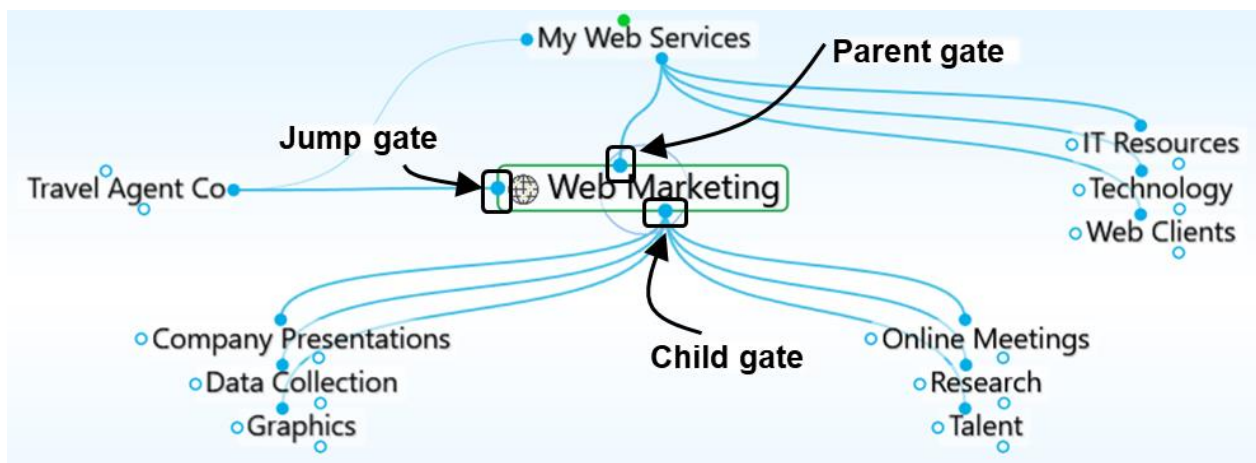 My Web Services
Parent gate
Jump gate
IT Resources
Travel Agent Co
Web Marketing
Technology
Web Clients
Company Presentations
Child gate
Online Meetings
Data Collection
Research
Graphics
Talent